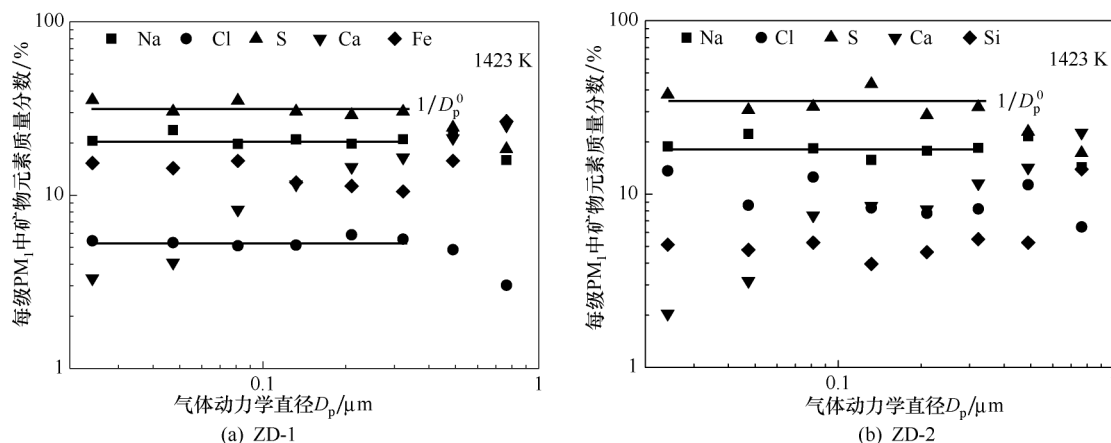 每级PM₁中矿物元素质量分数/%
100
10
1
Na Cl S Ca Fe
1423 K
1/Dₚ⁰
0.1 1
气体动力学直径Dₚ/μm
(a) ZD-1
每级PM₁中矿物元素质量分数/%
100
10
1
Na Cl S Ca Si
1423 K
1/Dₚ⁰
0.1
气体动力学直径Dₚ/μm
(b) ZD-2